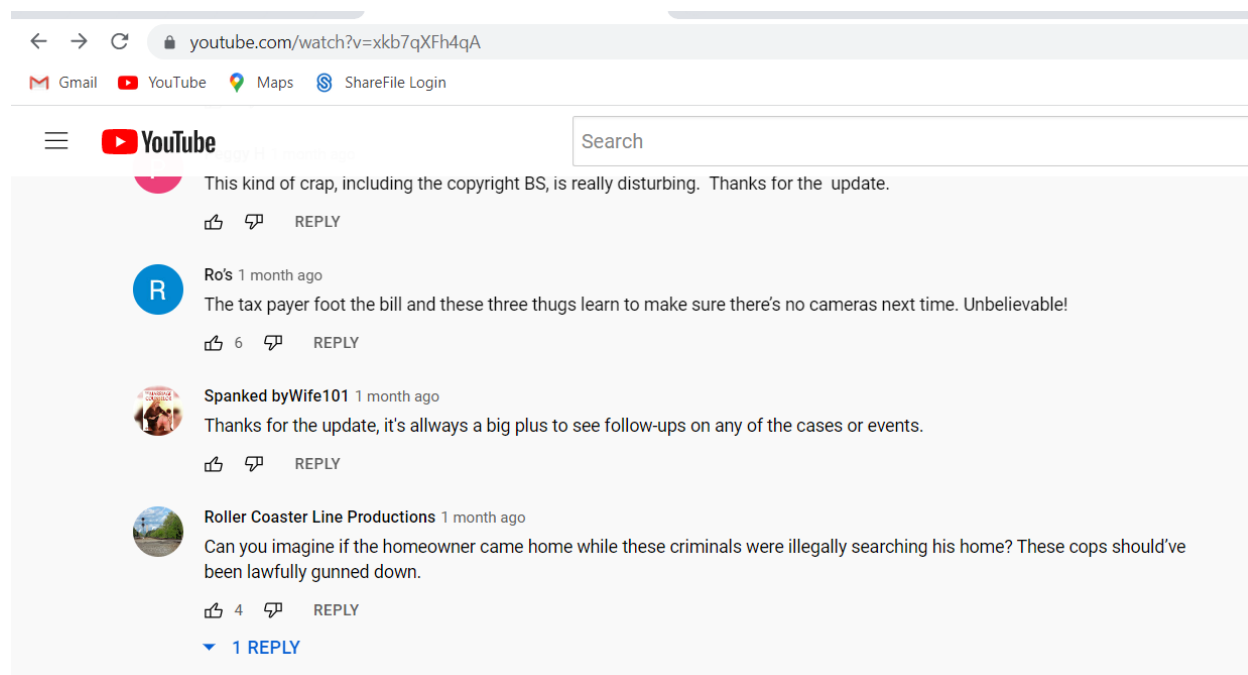 youtube.com/watch?v=xkb7qXFh4qA
Gmail YouTube Maps ShareFile Login
YouTube Search
This kind of crap, including the copyright BS, is really disturbing. Thanks for the update.
REPLY
R
Ro's 1 month ago
The tax payer foot the bill and these three thugs learn to make sure there's no cameras next time. Unbelievable!
6 REPLY
Spanked byWife101 1 month ago
Thanks for the update, it's allways a big plus to see follow-ups on any of the cases or events.
REPLY
Roller Coaster Line Productions 1 month ago
Can you imagine if the homeowner came home while these criminals were illegally searching his home? These cops should've
been lawfully gunned down.
4 REPLY
1 REPLY